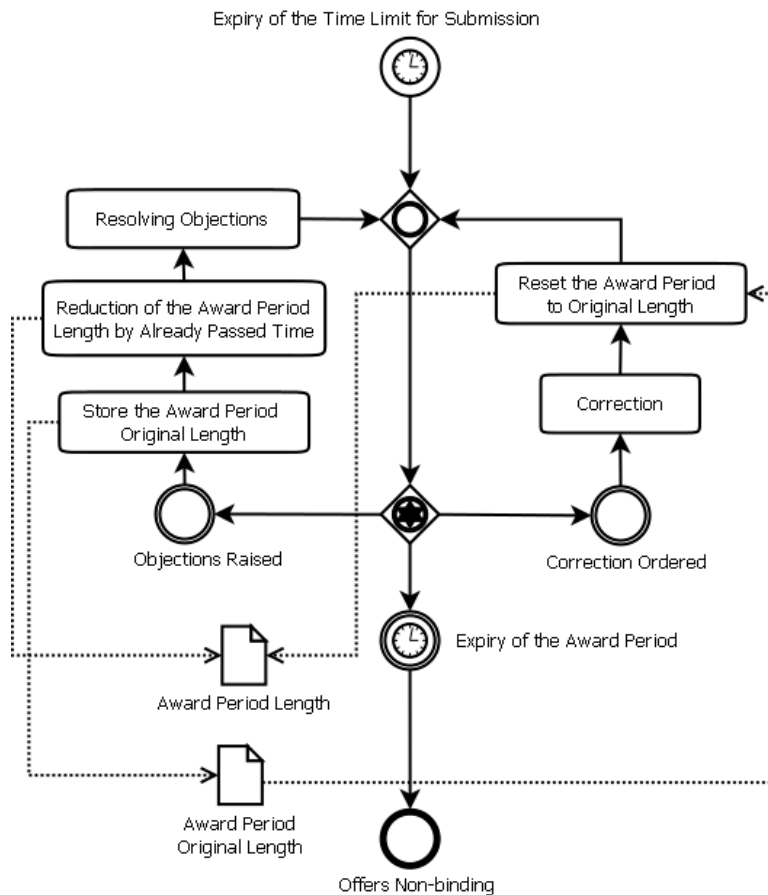 Expiry of the Time Limit for Submission
Resolving Objections
Reduction of the Award Period
Length by Already Passed Time
Reset the Award Period
to Original Length
Store the Award Period
Original Length
Correction
Objections Raised
Correction Ordered
Expiry of the Award Period
Award Period Length
Award Period
Original Length
Offers Non-binding